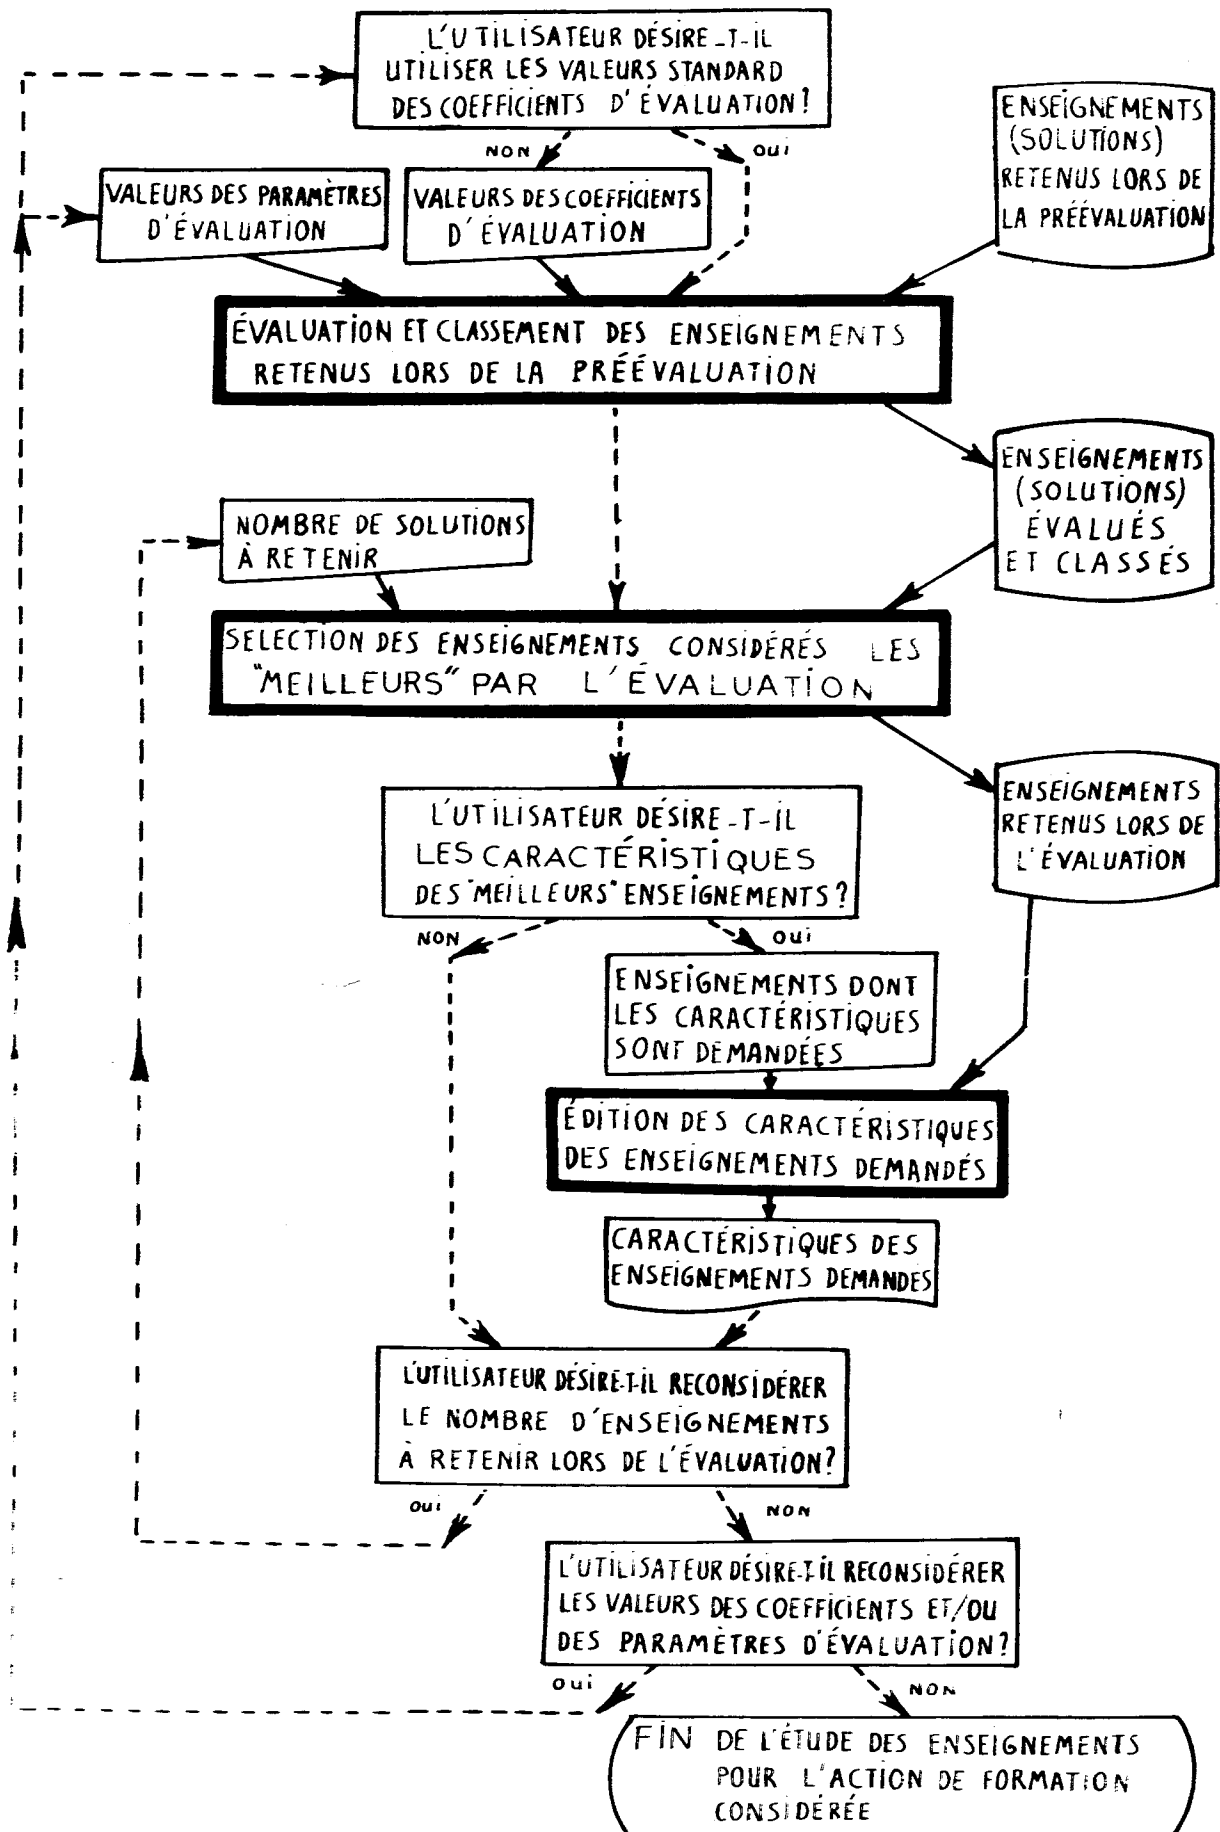 L'UTILISATEUR DÉSIRE-T-IL
UTILISER LES VALEURS STANDARD
DES COEFFICIENTS D'ÉVALUATION?
NON
OUI
ENSEIGNEMENTS
(SOLUTIONS)
RETENUS LORS DE
LA PRÉÉVALUATION
VALEURS DES PARAMÈTRES
D'ÉVALUATION
VALEURS DES COEFFICIENTS
D'ÉVALUATION
ÉVALUATION ET CLASSEMENT DES ENSEIGNEMENTS
RETENUS LORS DE LA PRÉÉVALUATION
ENSEIGNEMENTS
(SOLUTIONS)
ÉVALUÉS
ET CLASSÉS
NOMBRE DE SOLUTIONS
À RETENIR
SELECTION DES ENSEIGNEMENTS CONSIDÉRÉS LES
"MEILLEURS" PAR L'ÉVALUATION
ENSEIGNEMENTS
RETENUS LORS DE
L'ÉVALUATION
L'UTILISATEUR DÉSIRE-T-IL
LES CARACTÉRISTIQUES
DES "MEILLEURS" ENSEIGNEMENTS?
NON
OUI
ENSEIGNEMENTS DONT
LES CARACTÉRISTIQUES
SONT DEMANDÉES
ÉDITION DES CARACTÉRISTIQUES
DES ENSEIGNEMENTS DEMANDÉS
CARACTÉRISTIQUES DES
ENSEIGNEMENTS DEMANDÉS
L'UTILISATEUR DÉSIRE-T-IL RECONSIDÉRER
LE NOMBRE D'ENSEIGNEMENTS
À RETENIR LORS DE L'ÉVALUATION?
OUI
NON
L'UTILISATEUR DÉSIRE-T-IL RECONSIDÉRER
LES VALEURS DES COEFFICIENTS ET/OU
DES PARAMÈTRES D'ÉVALUATION?
OUI
NON
FIN DE L'ÉTUDE DES ENSEIGNEMENTS
POUR L'ACTION DE FORMATION
CONSIDÉRÉE